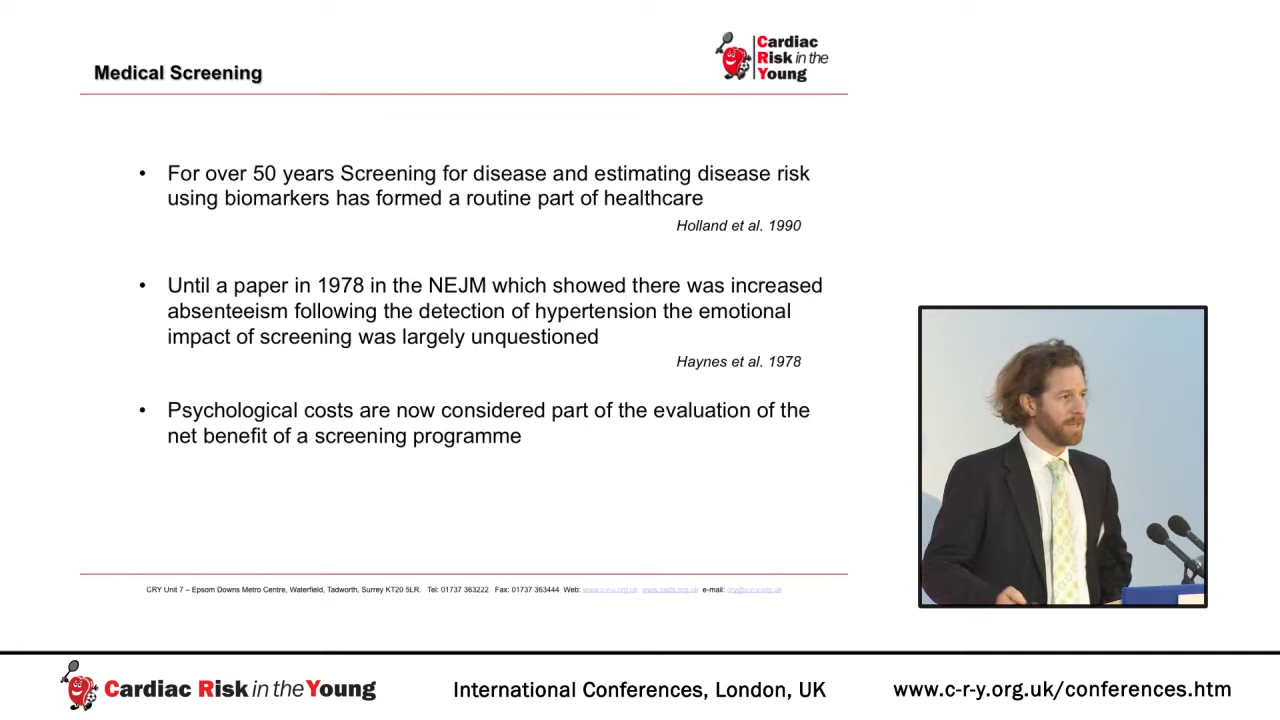 Medical Screening
Cardiac
Risk in the
Young
• For over 50 years Screening for disease and estimating disease risk
using biomarkers has formed a routine part of healthcare
Holland et al. 1990
• Until a paper in 1978 in the NEJM which showed there was increased
absenteeism following the detection of hypertension the emotional
impact of screening was largely unquestioned
Haynes et al. 1978
• Psychological costs are now considered part of the evaluation of the
net benefit of a screening programme
CRY Unit 7 – Epsom Downs Metro Centre, Waterfield, Tadworth, Surrey KT20 5LR. Tel: 01737 363222 Fax: 01737 363444 Web: www.c-r-y.org.uk www.sads.org.uk e-mail: cry@c-r-y.org.uk
Cardiac Risk in the Young
International Conferences, London, UK
www.c-r-y.org.uk/conferences.htm